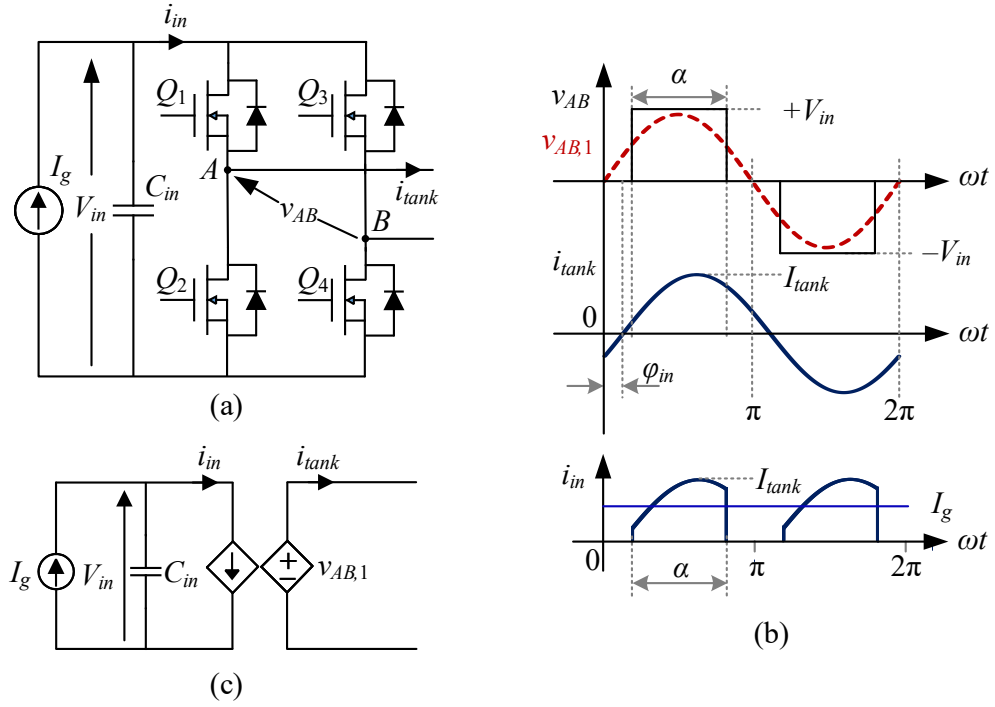 i_in
Q_1
Q_3
I_g
V_in
C_in
A
i_tank
v_AB
B
Q_2
Q_4
(a)
v_AB
α
+V_in
v_AB,1
ωt
−V_in
i_tank
I_tank
0
ωt
φ_in
π
2π
i_in
I_tank
I_g
ωt
0
π
2π
α
(b)
i_in
i_tank
I_g
V_in
C_in
+
−
v_AB,1
(c)